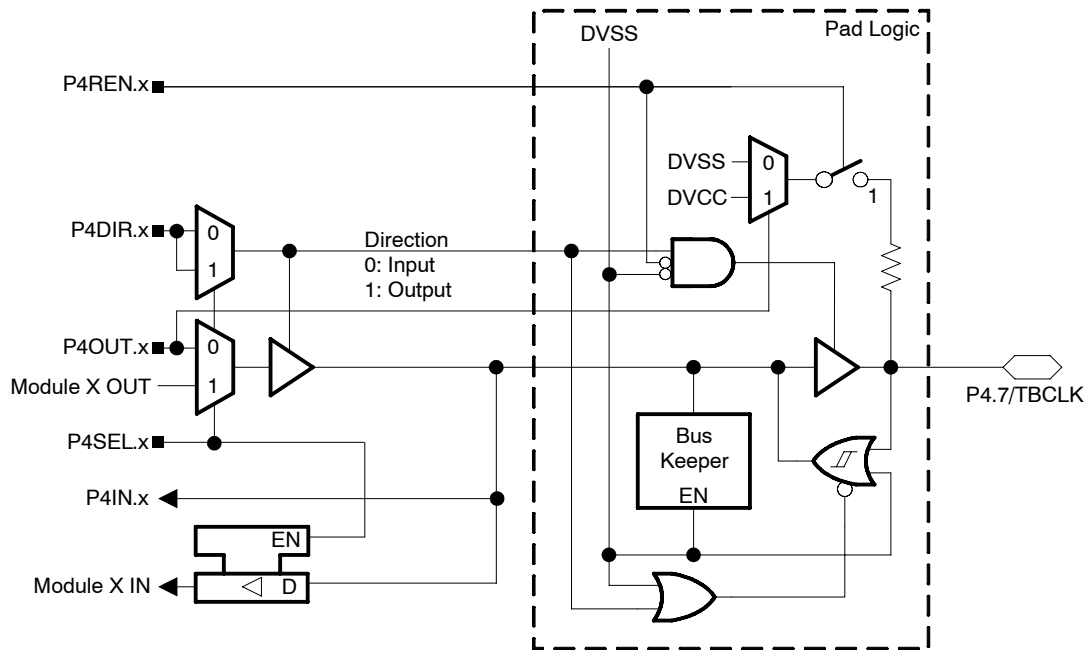 DVSS
Pad Logic
P4REN.x
DVSS
0
DVCC
1
1
P4DIR.x
0
1
Direction
0: Input
1: Output
P4OUT.x
0
Module X OUT
1
P4.7/TBCLK
P4SEL.x
Bus
Keeper
EN
P4IN.x
EN
Module X IN
D